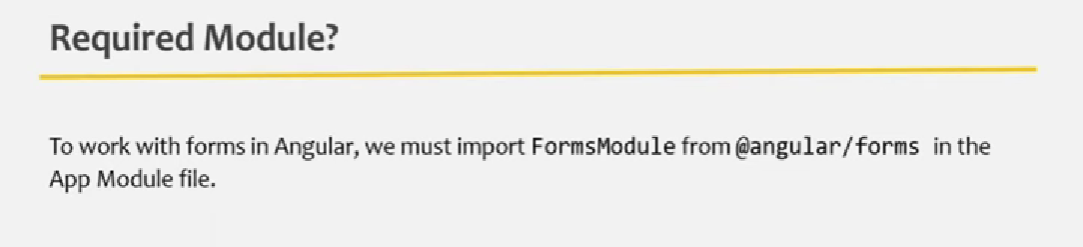 Required Module?
To work with forms in Angular, we must import FormsModule from @angular/forms in the
App Module file.